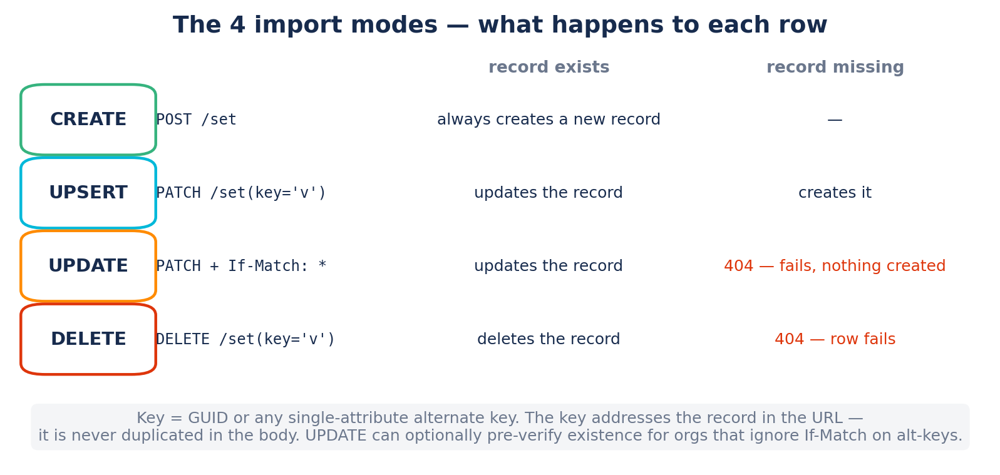 The 4 import modes — what happens to each row
record exists record missing
CREATE POST /set always creates a new record —
UPSERT PATCH /set(key='v') updates the record creates it
UPDATE PATCH + If-Match: * updates the record 404 — fails, nothing created
DELETE DELETE /set(key='v') deletes the record 404 — row fails
Key = GUID or any single-attribute alternate key. The key addresses the record in the URL —
it is never duplicated in the body. UPDATE can optionally pre-verify existence for orgs that ignore If-Match on alt-keys.